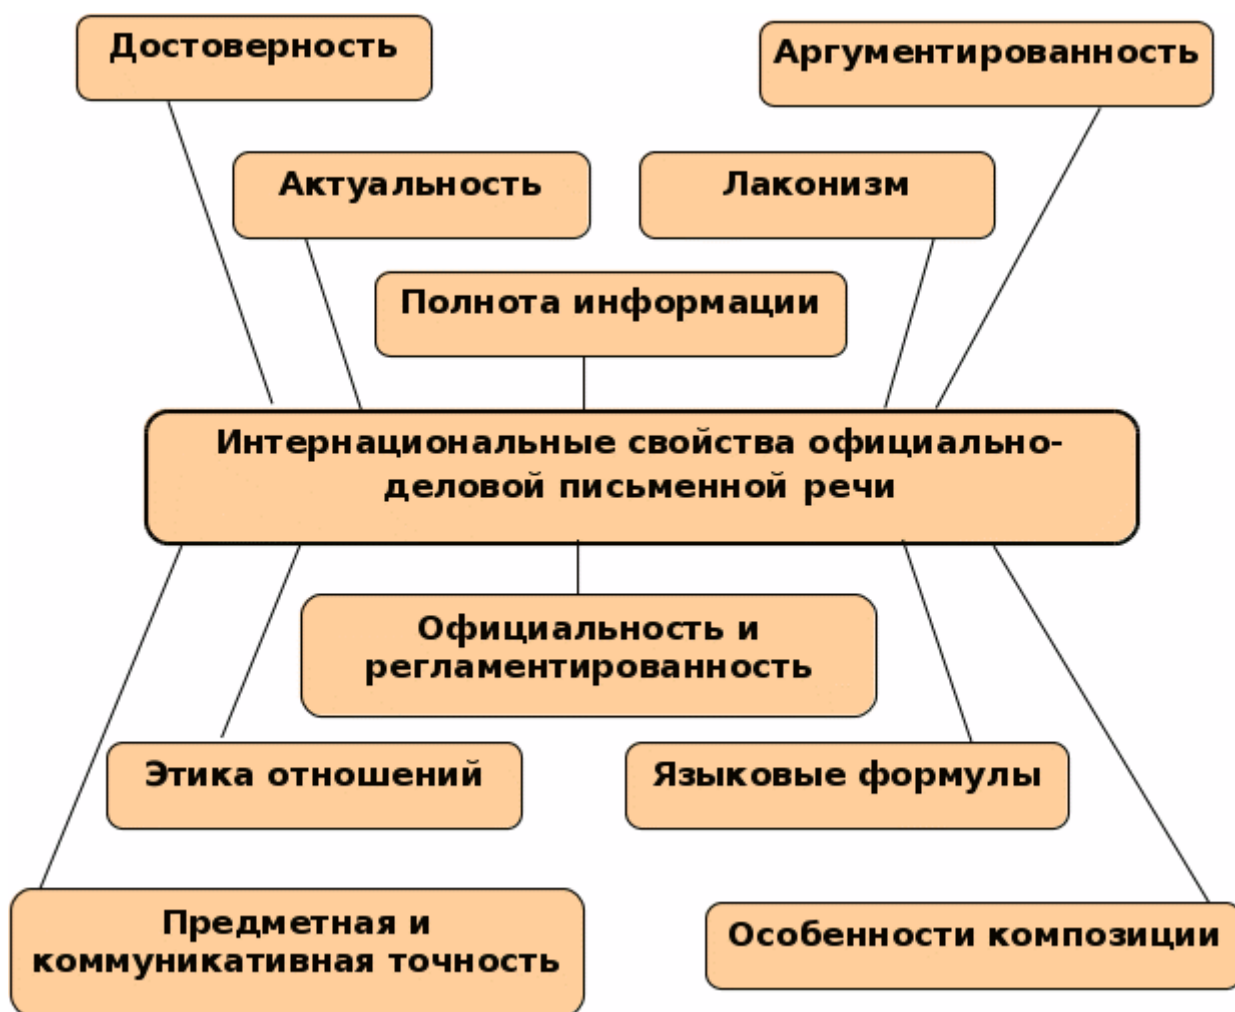 Достоверность
Аргументированность
Актуальность
Лаконизм
Полнота информации
Интернациональные свойства официально-
деловой письменной речи
Официальность и
регламентированность
Этика отношений
Языковые формулы
Предметная и
коммуникативная точность
Особенности композиции